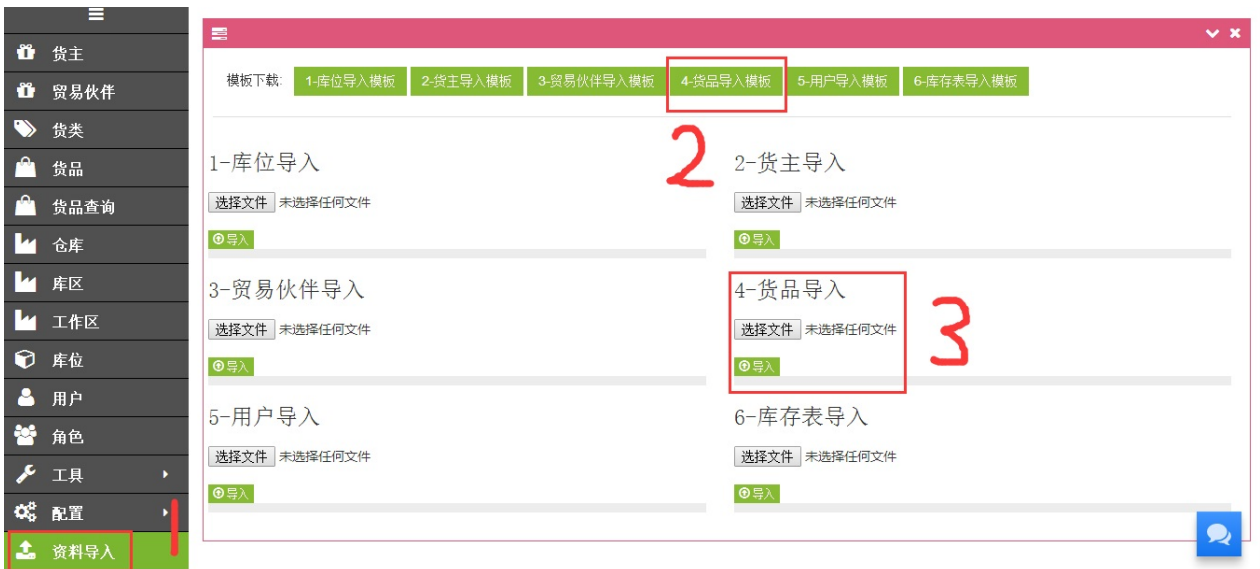 货主
贸易伙伴
货类
货品
货品查询
仓库
库区
工作区
库位
用户
角色
工具
配置
资料导入
1
模板下载: 1-库位导入模板 2-货主导入模板 3-贸易伙伴导入模板 4-货品导入模板 5-用户导入模板 6-库存表导入模板
2
1-库位导入
选择文件 未选择任何文件
导入
2-货主导入
选择文件 未选择任何文件
导入
3-贸易伙伴导入
选择文件 未选择任何文件
导入
4-货品导入
选择文件 未选择任何文件
导入
3
5-用户导入
选择文件 未选择任何文件
导入
6-库存表导入
选择文件 未选择任何文件
导入